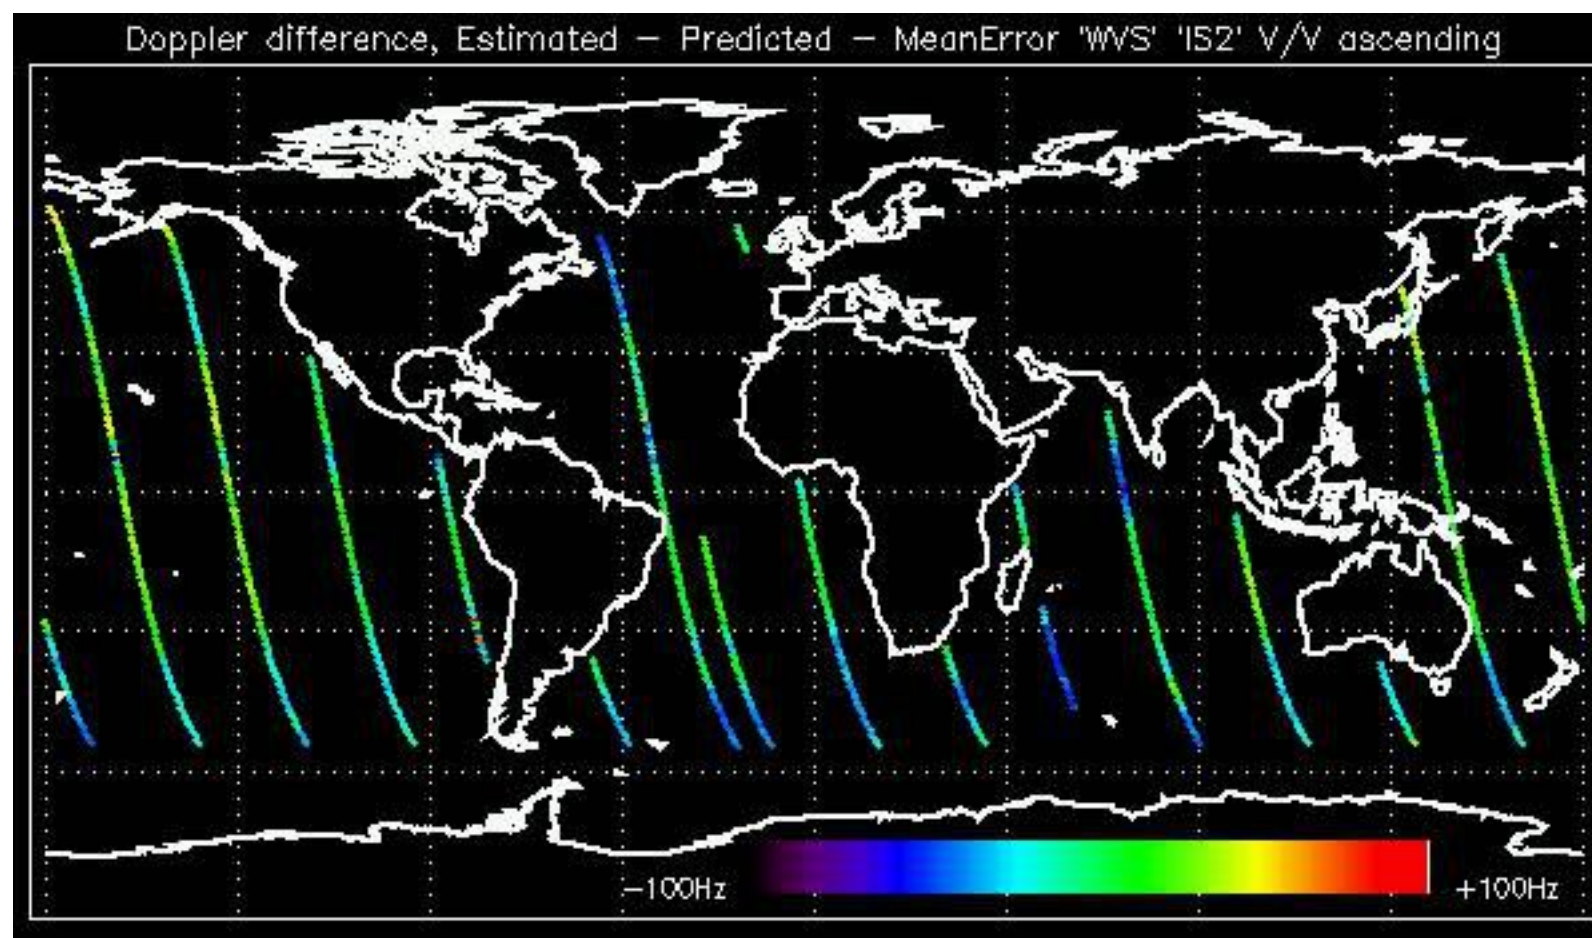 Doppler difference, Estimated – Predicted – MeanError 'WVS' 'IS2' V/V ascending
–100Hz +100Hz